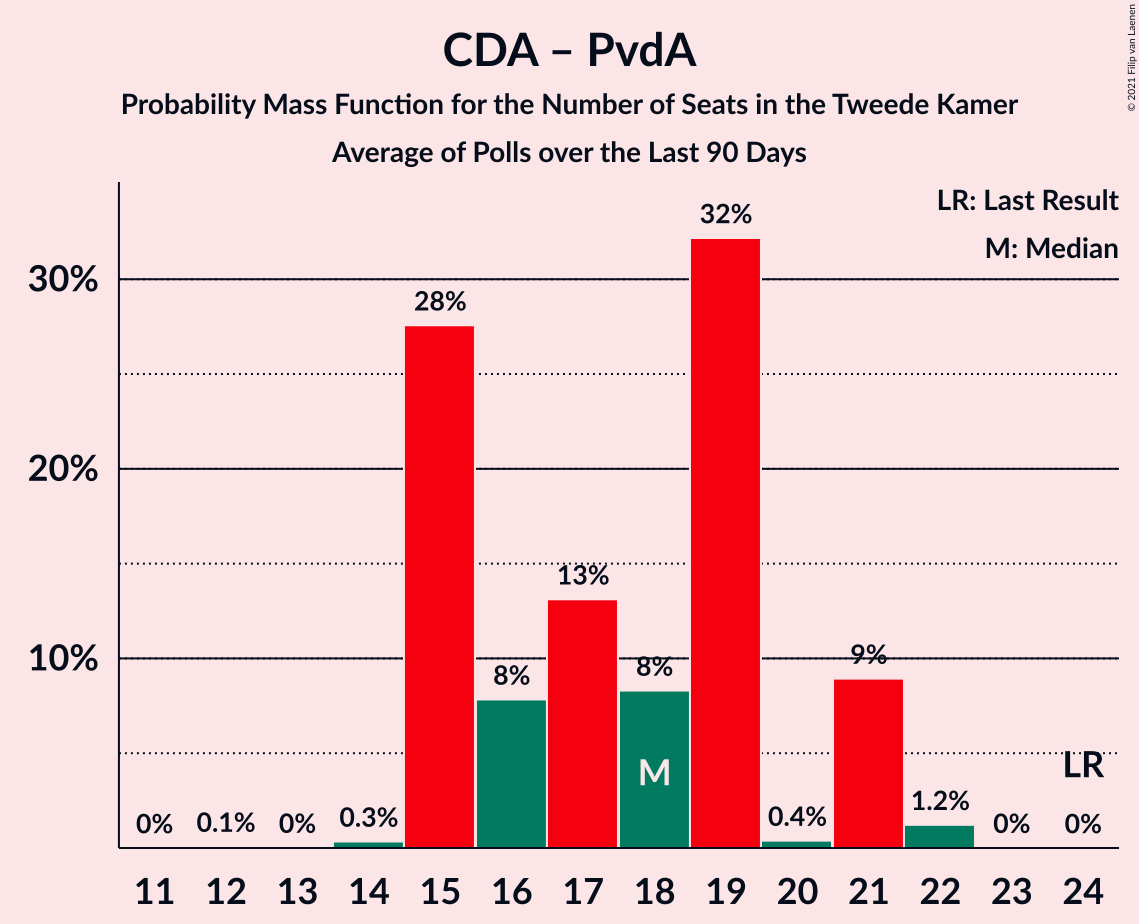 CDA – PvdA
Probability Mass Function for the Number of Seats in the Tweede Kamer
Average of Polls over the Last 90 Days
© 2021 Filip van Laenen
LR: Last Result
M: Median
30%
20%
10%
0%
0.1%
0%
0.3%
28%
8%
13%
8%
32%
0.4%
9%
1.2%
0%
0%
M
LR
11 12 13 14 15 16 17 18 19 20 21 22 23 24